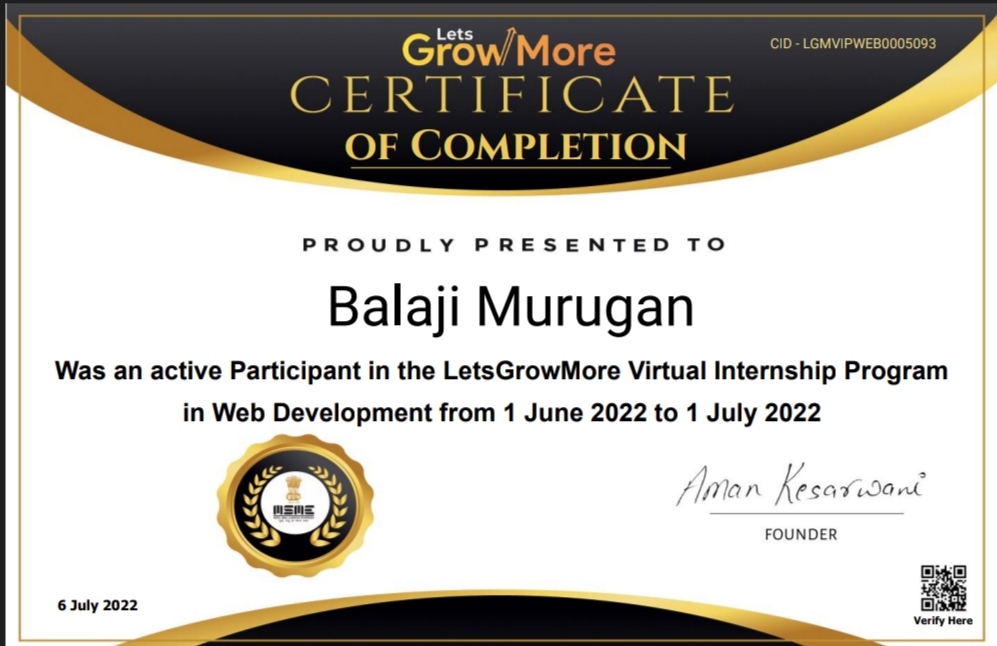 Lets
GrowMore
CID - LGMVIPWEB0005093
CERTIFICATE
OF COMPLETION
PROUDLY PRESENTED TO
Balaji Murugan
Was an active Participant in the LetsGrowMore Virtual Internship Program
in Web Development from 1 June 2022 to 1 July 2022
MSME
Aman Kesarwani
FOUNDER
6 July 2022
Verify Here